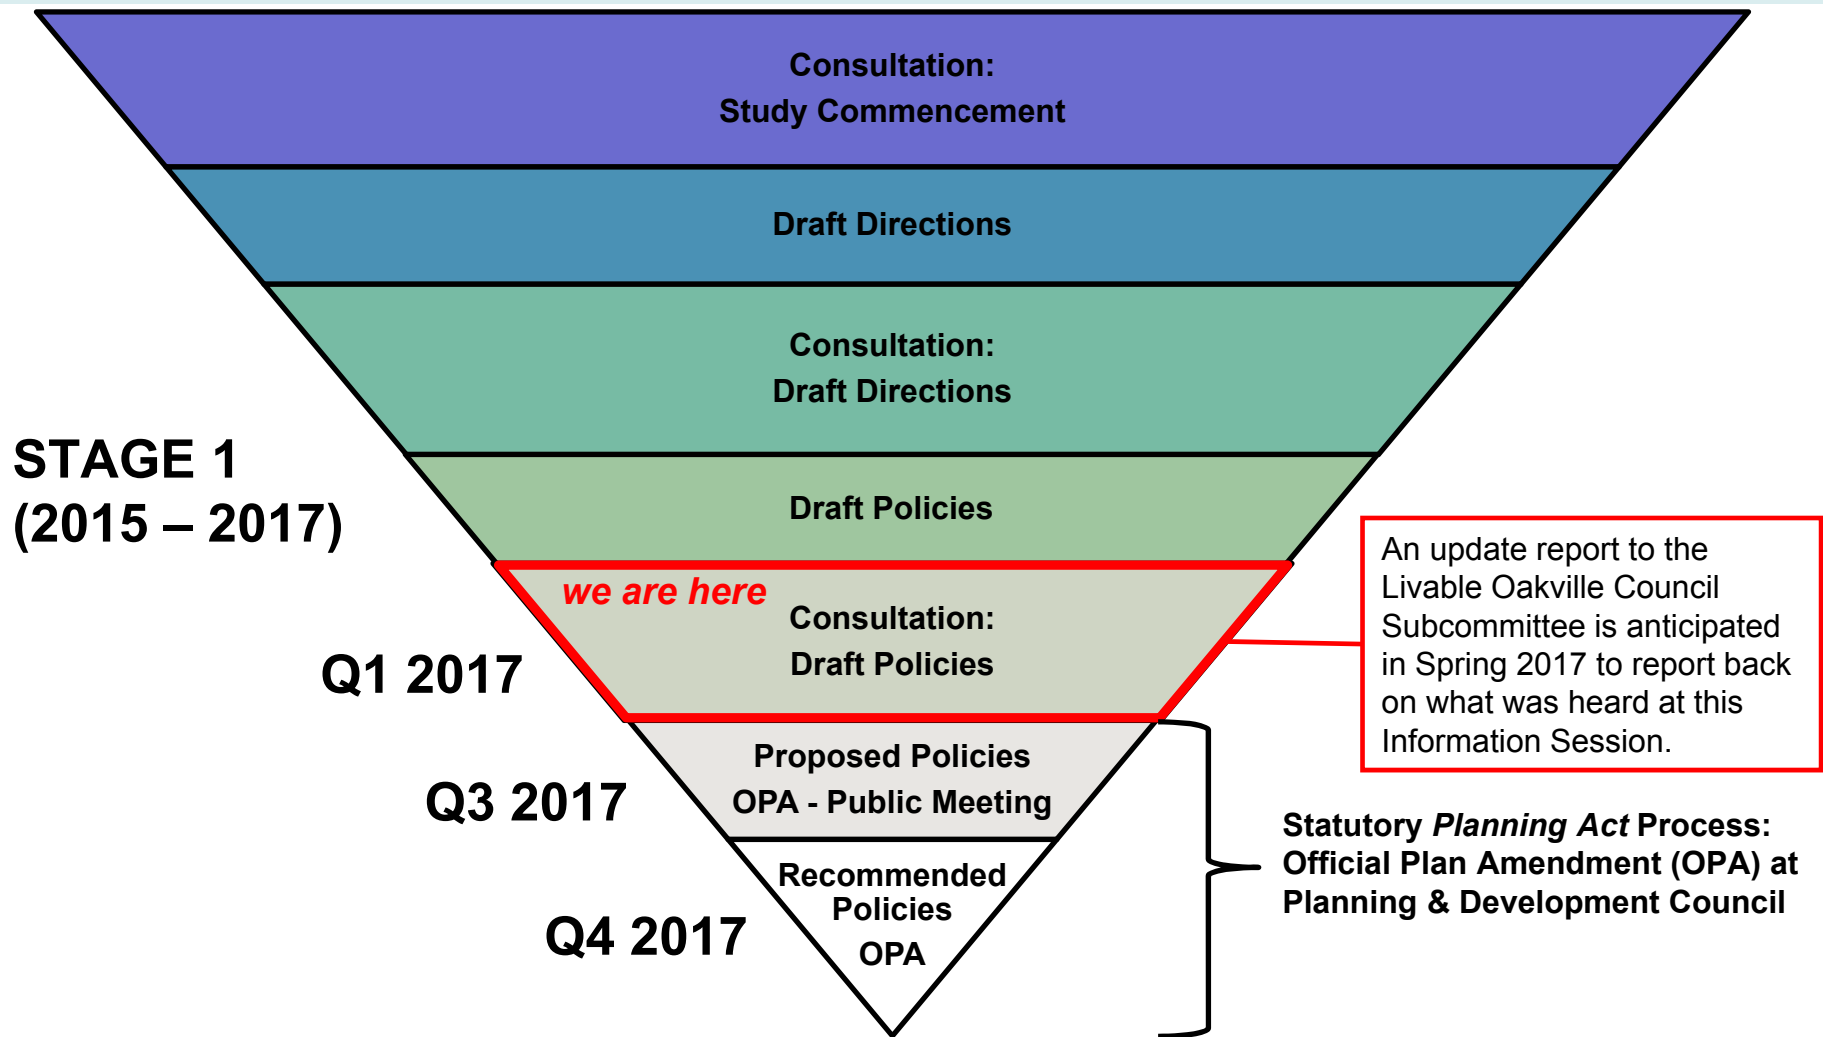 Consultation:
Study Commencement
Draft Directions
Consultation:
Draft Directions
STAGE 1
(2015 – 2017)
Draft Policies
we are here
Consultation:
Draft Policies
Q1 2017
An update report to the
Livable Oakville Council
Subcommittee is anticipated
in Spring 2017 to report back
on what was heard at this
Information Session.
Proposed Policies
OPA - Public Meeting
Q3 2017
Statutory Planning Act Process:
Official Plan Amendment (OPA) at
Planning & Development Council
Recommended
Policies
OPA
Q4 2017